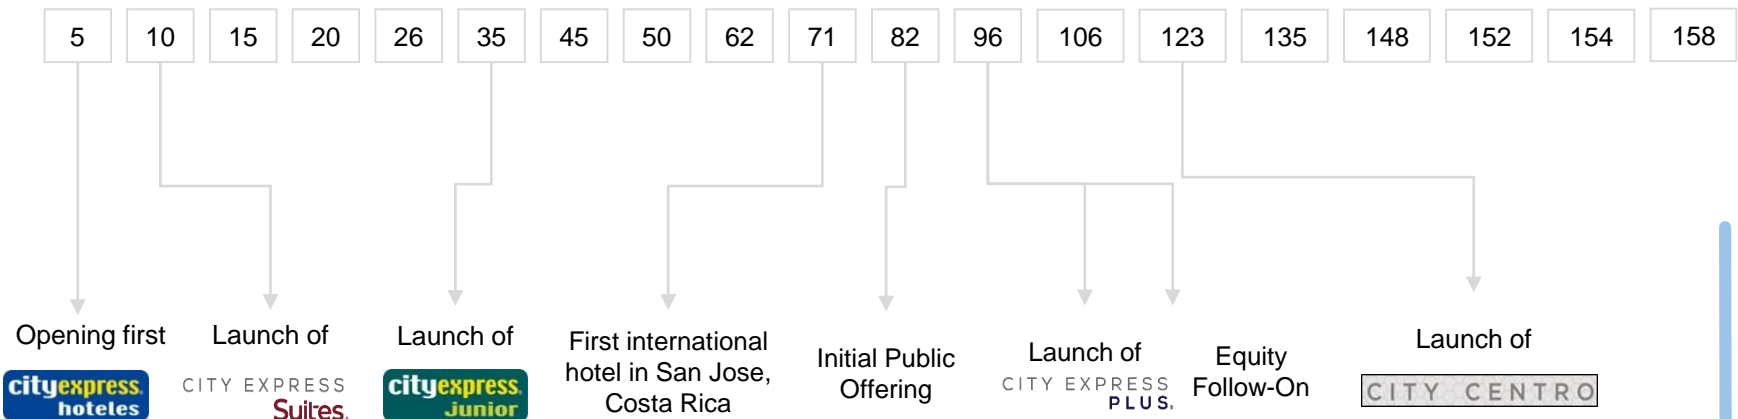 5 10 15 20 26 35 45 50 62 71 82 96 106 123 135 148 152 154 158
Opening first
cityexpress.
hoteles
Launch of
CITY EXPRESS
Suites.
Launch of
cityexpress.
Junior
First international
hotel in San Jose,
Costa Rica
Initial Public
Offering
Launch of
CITY EXPRESS
PLUS.
Equity
Follow-On
Launch of
CITY CENTRO